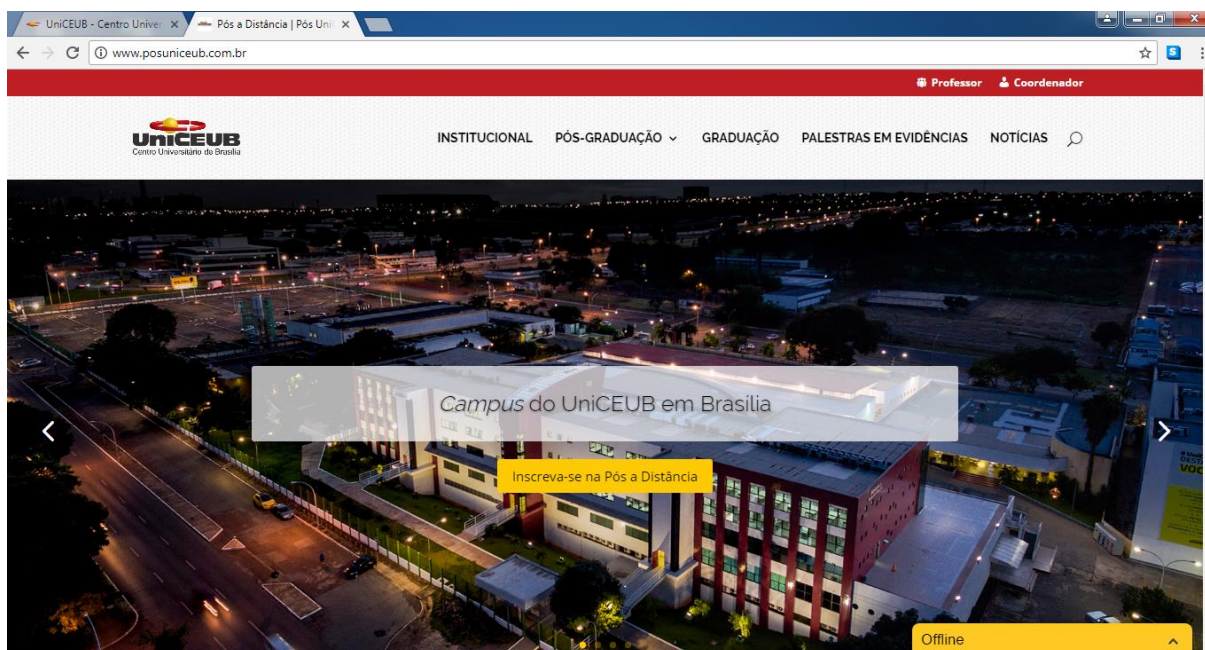 UniCEUB - Centro Univer
Pós a Distância | Pós Uni
www.posuniceub.com.br
Professor Coordenador
UniCEUB
Centro Universitário de Brasília
INSTITUCIONAL PÓS-GRADUAÇÃO GRADUAÇÃO PALESTRAS EM EVIDÊNCIAS NOTÍCIAS
Campus do UniCEUB em Brasília
Inscreva-se na Pós a Distância
Offline